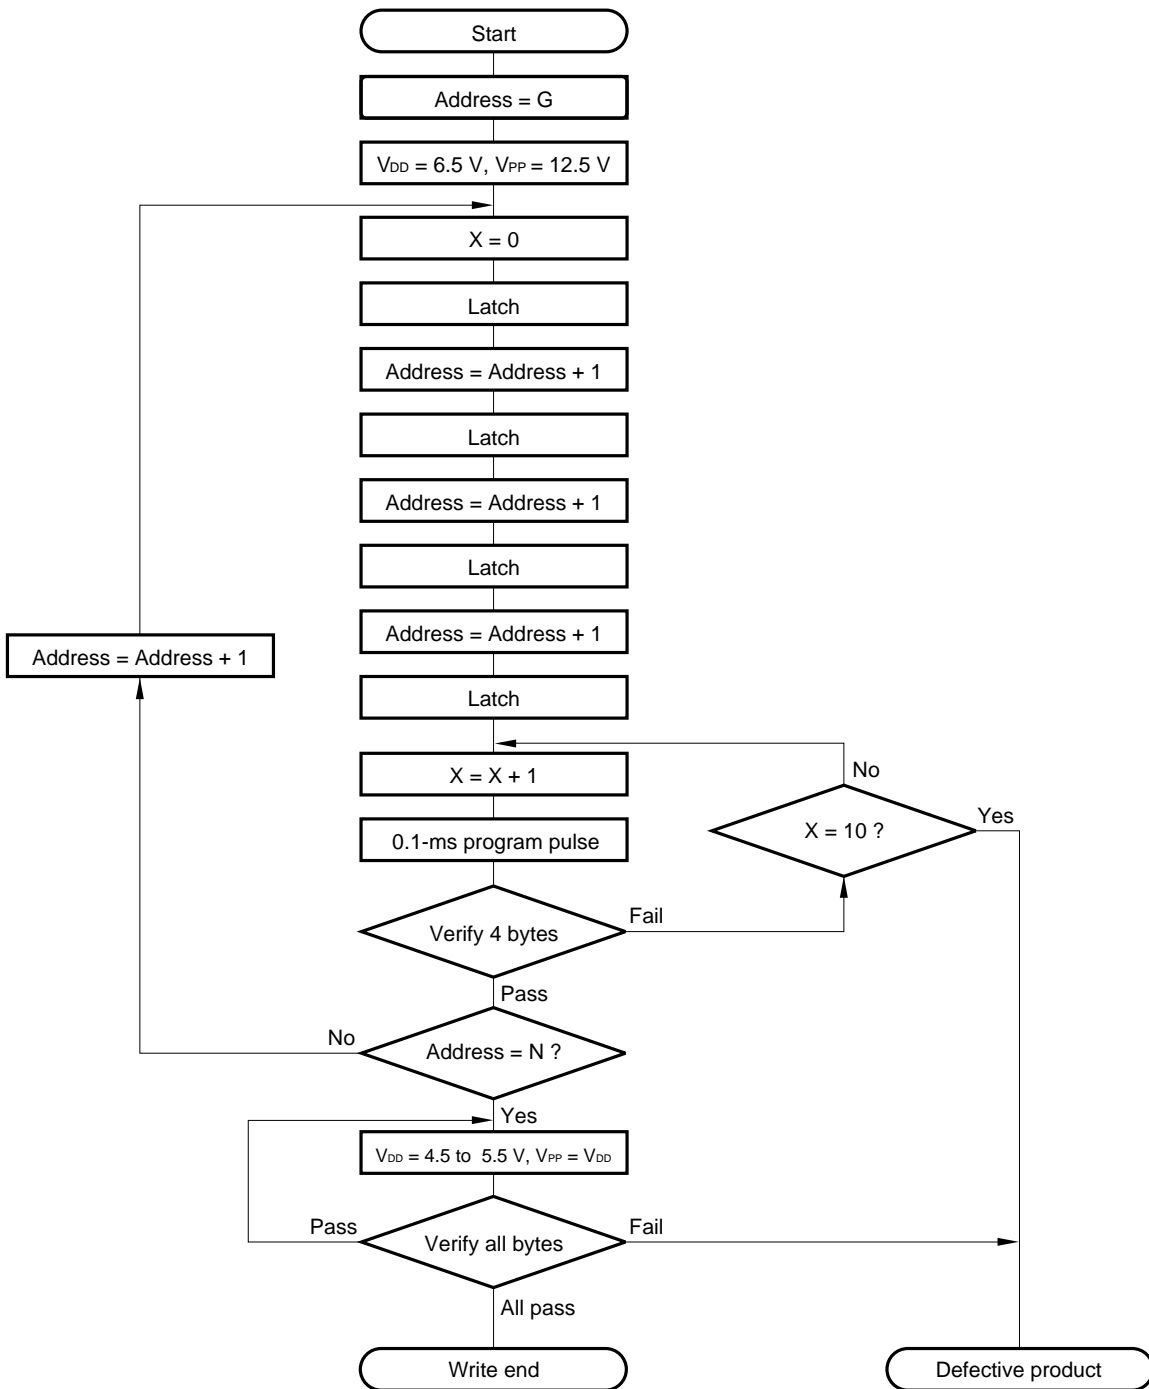 Start
Address = G
VDD = 6.5 V, VPP = 12.5 V
X = 0
Latch
Address = Address + 1
Latch
Address = Address + 1
Latch
Address = Address + 1
Address = Address + 1
Latch
X = X + 1
No
X = 10 ?
Yes
0.1-ms program pulse
Verify 4 bytes
Fail
Pass
No
Address = N ?
Yes
VDD = 4.5 to 5.5 V, VPP = VDD
Pass
Verify all bytes
Fail
All pass
Write end
Defective product